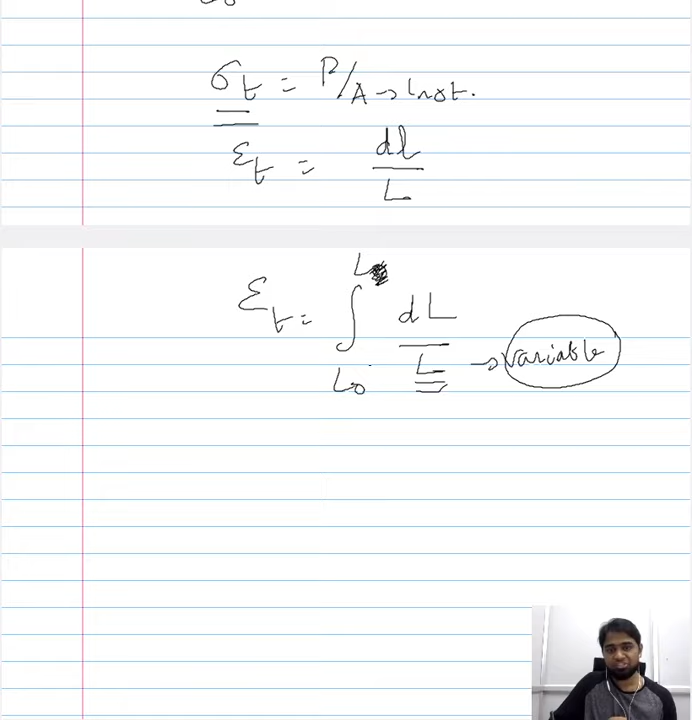 σt = P/A → Inst.
εt = dl/L
εt = ∫ L L0 dL/L → variable